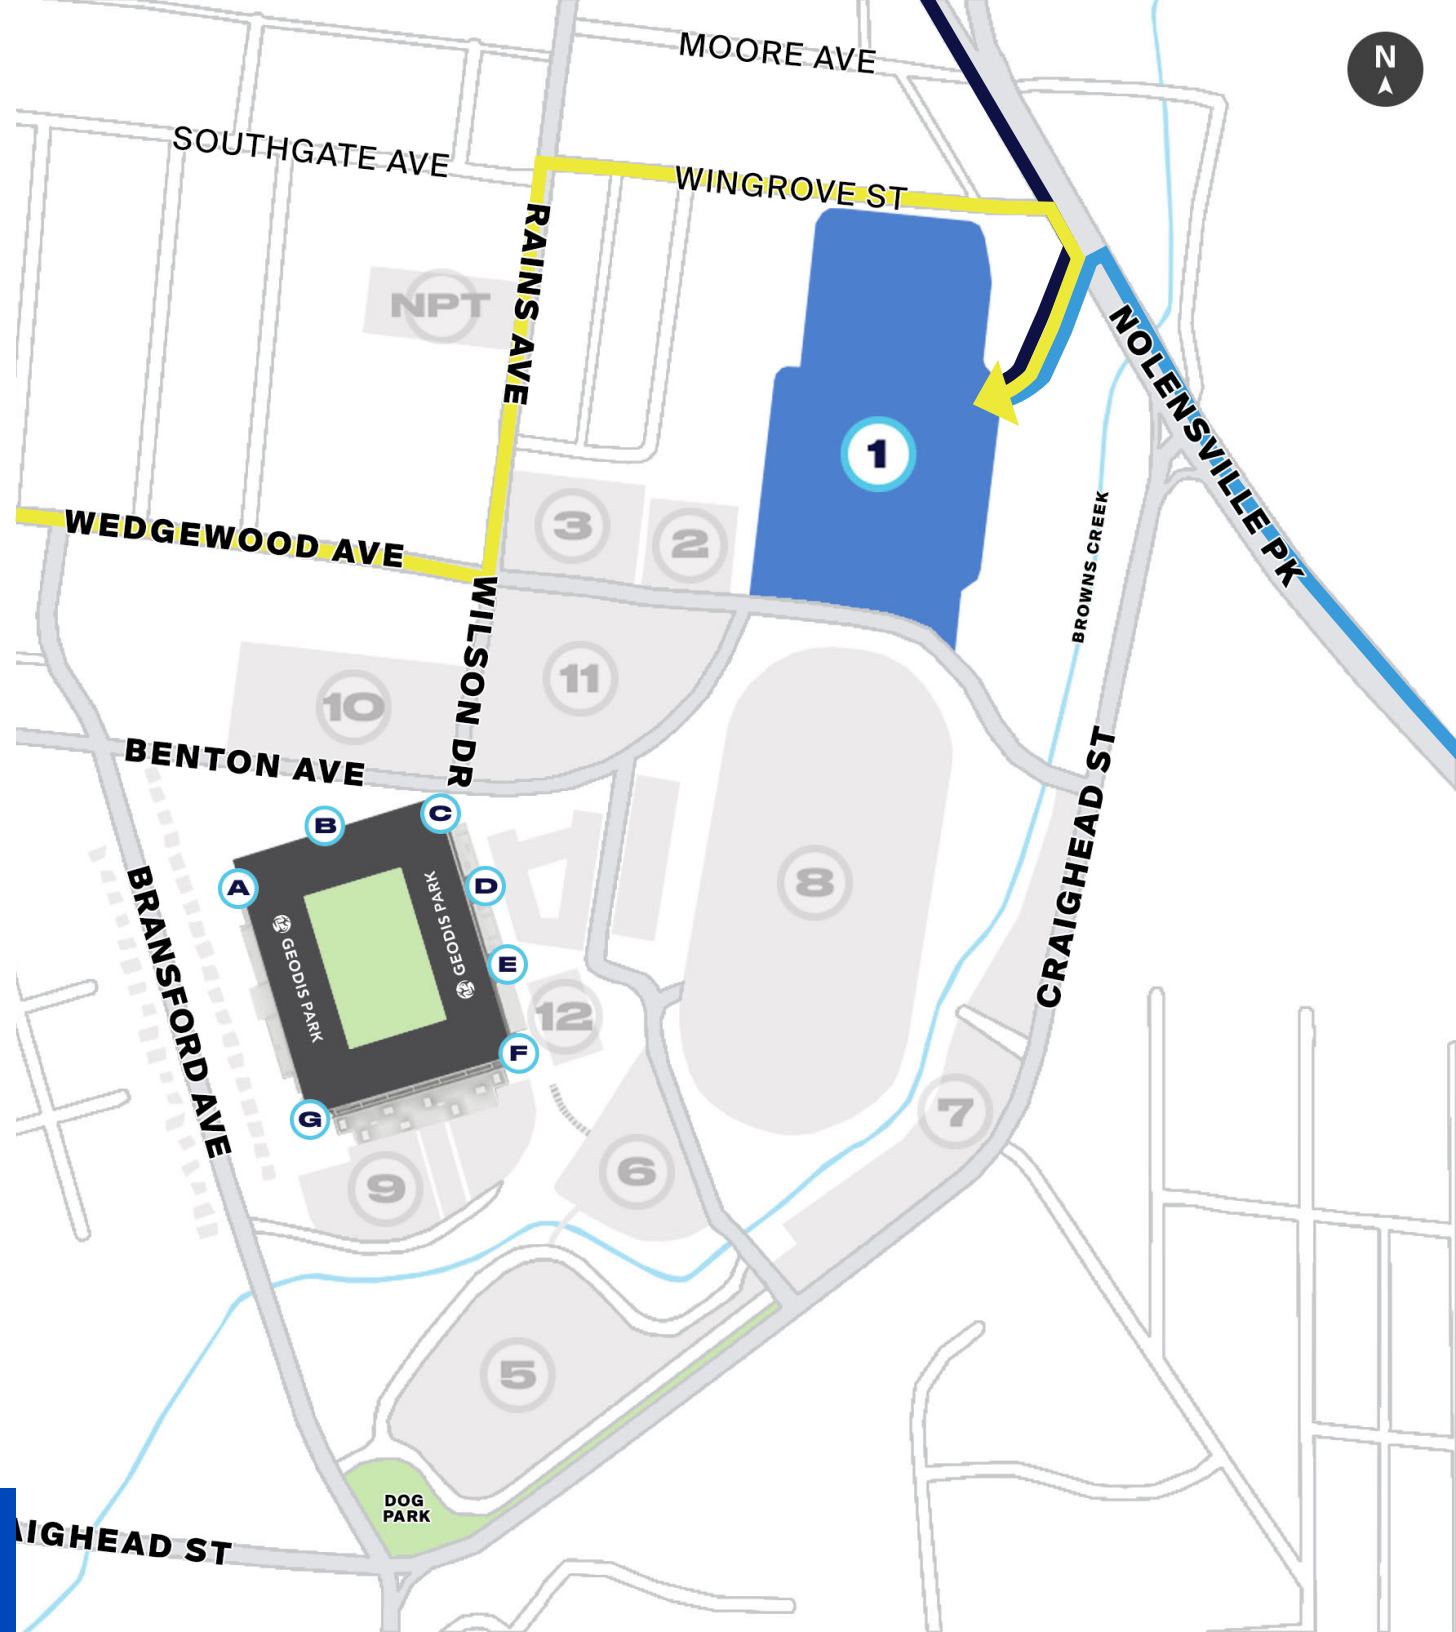 N
MOORE AVE
SOUTHGATE AVE
WINGROVE ST
RAINS AVE
NPT
NOLENSVILLE PK
1
WEDGEWOOD AVE
3
2
BROWNS CREEK
WILSON DR
11
10
BENTON AVE
CRAIGHEAD ST
B
C
A
D
8
BRANSFORD AVE
GEODIS PARK
GEODIS PARK
E
12
F
G
7
6
9
5
DOG
PARK
AIGHEAD ST